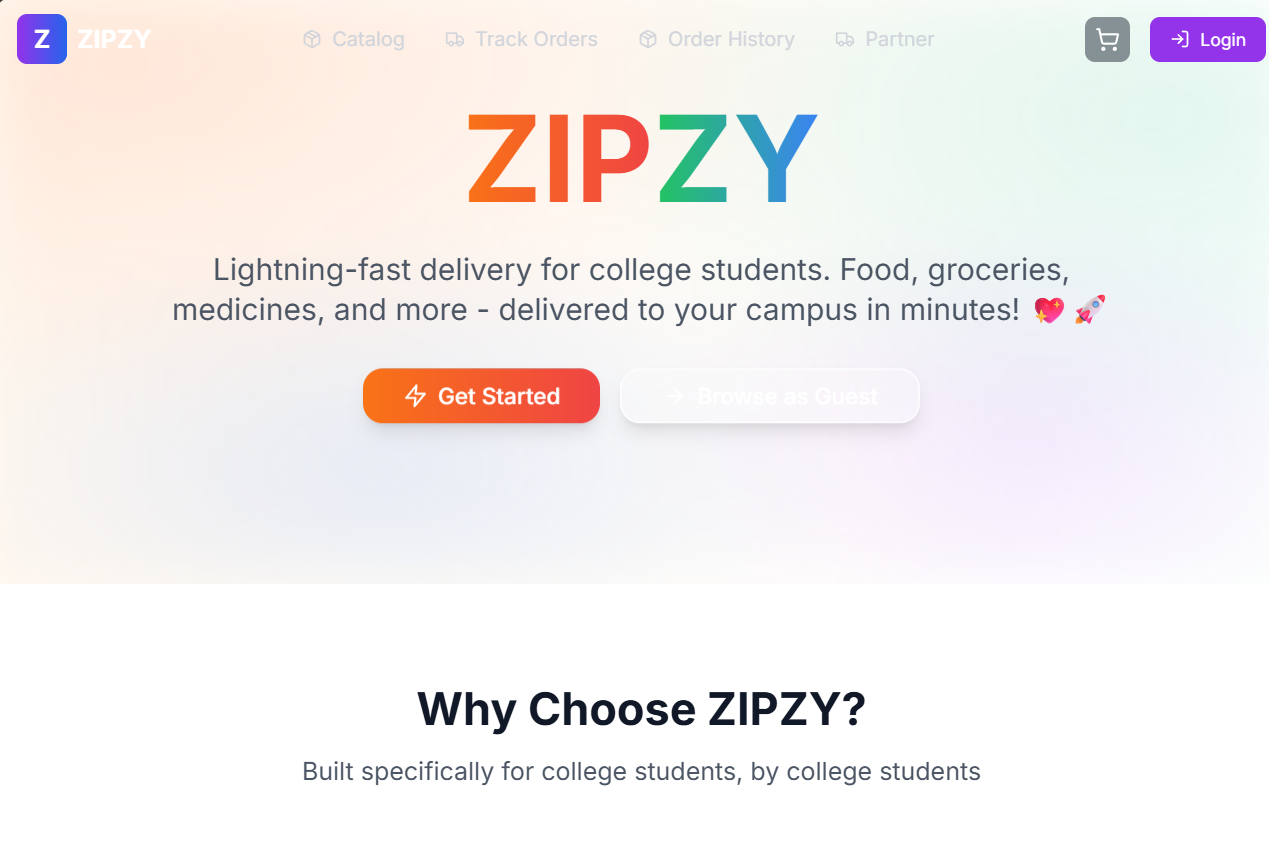 Z ZIPZY Catalog Track Orders Order History Partner Login
ZIPZY
Lightning-fast delivery for college students. Food, groceries,
medicines, and more - delivered to your campus in minutes! 💖 🚀
Get Started Browse as Guest
Why Choose ZIPZY?
Built specifically for college students, by college students